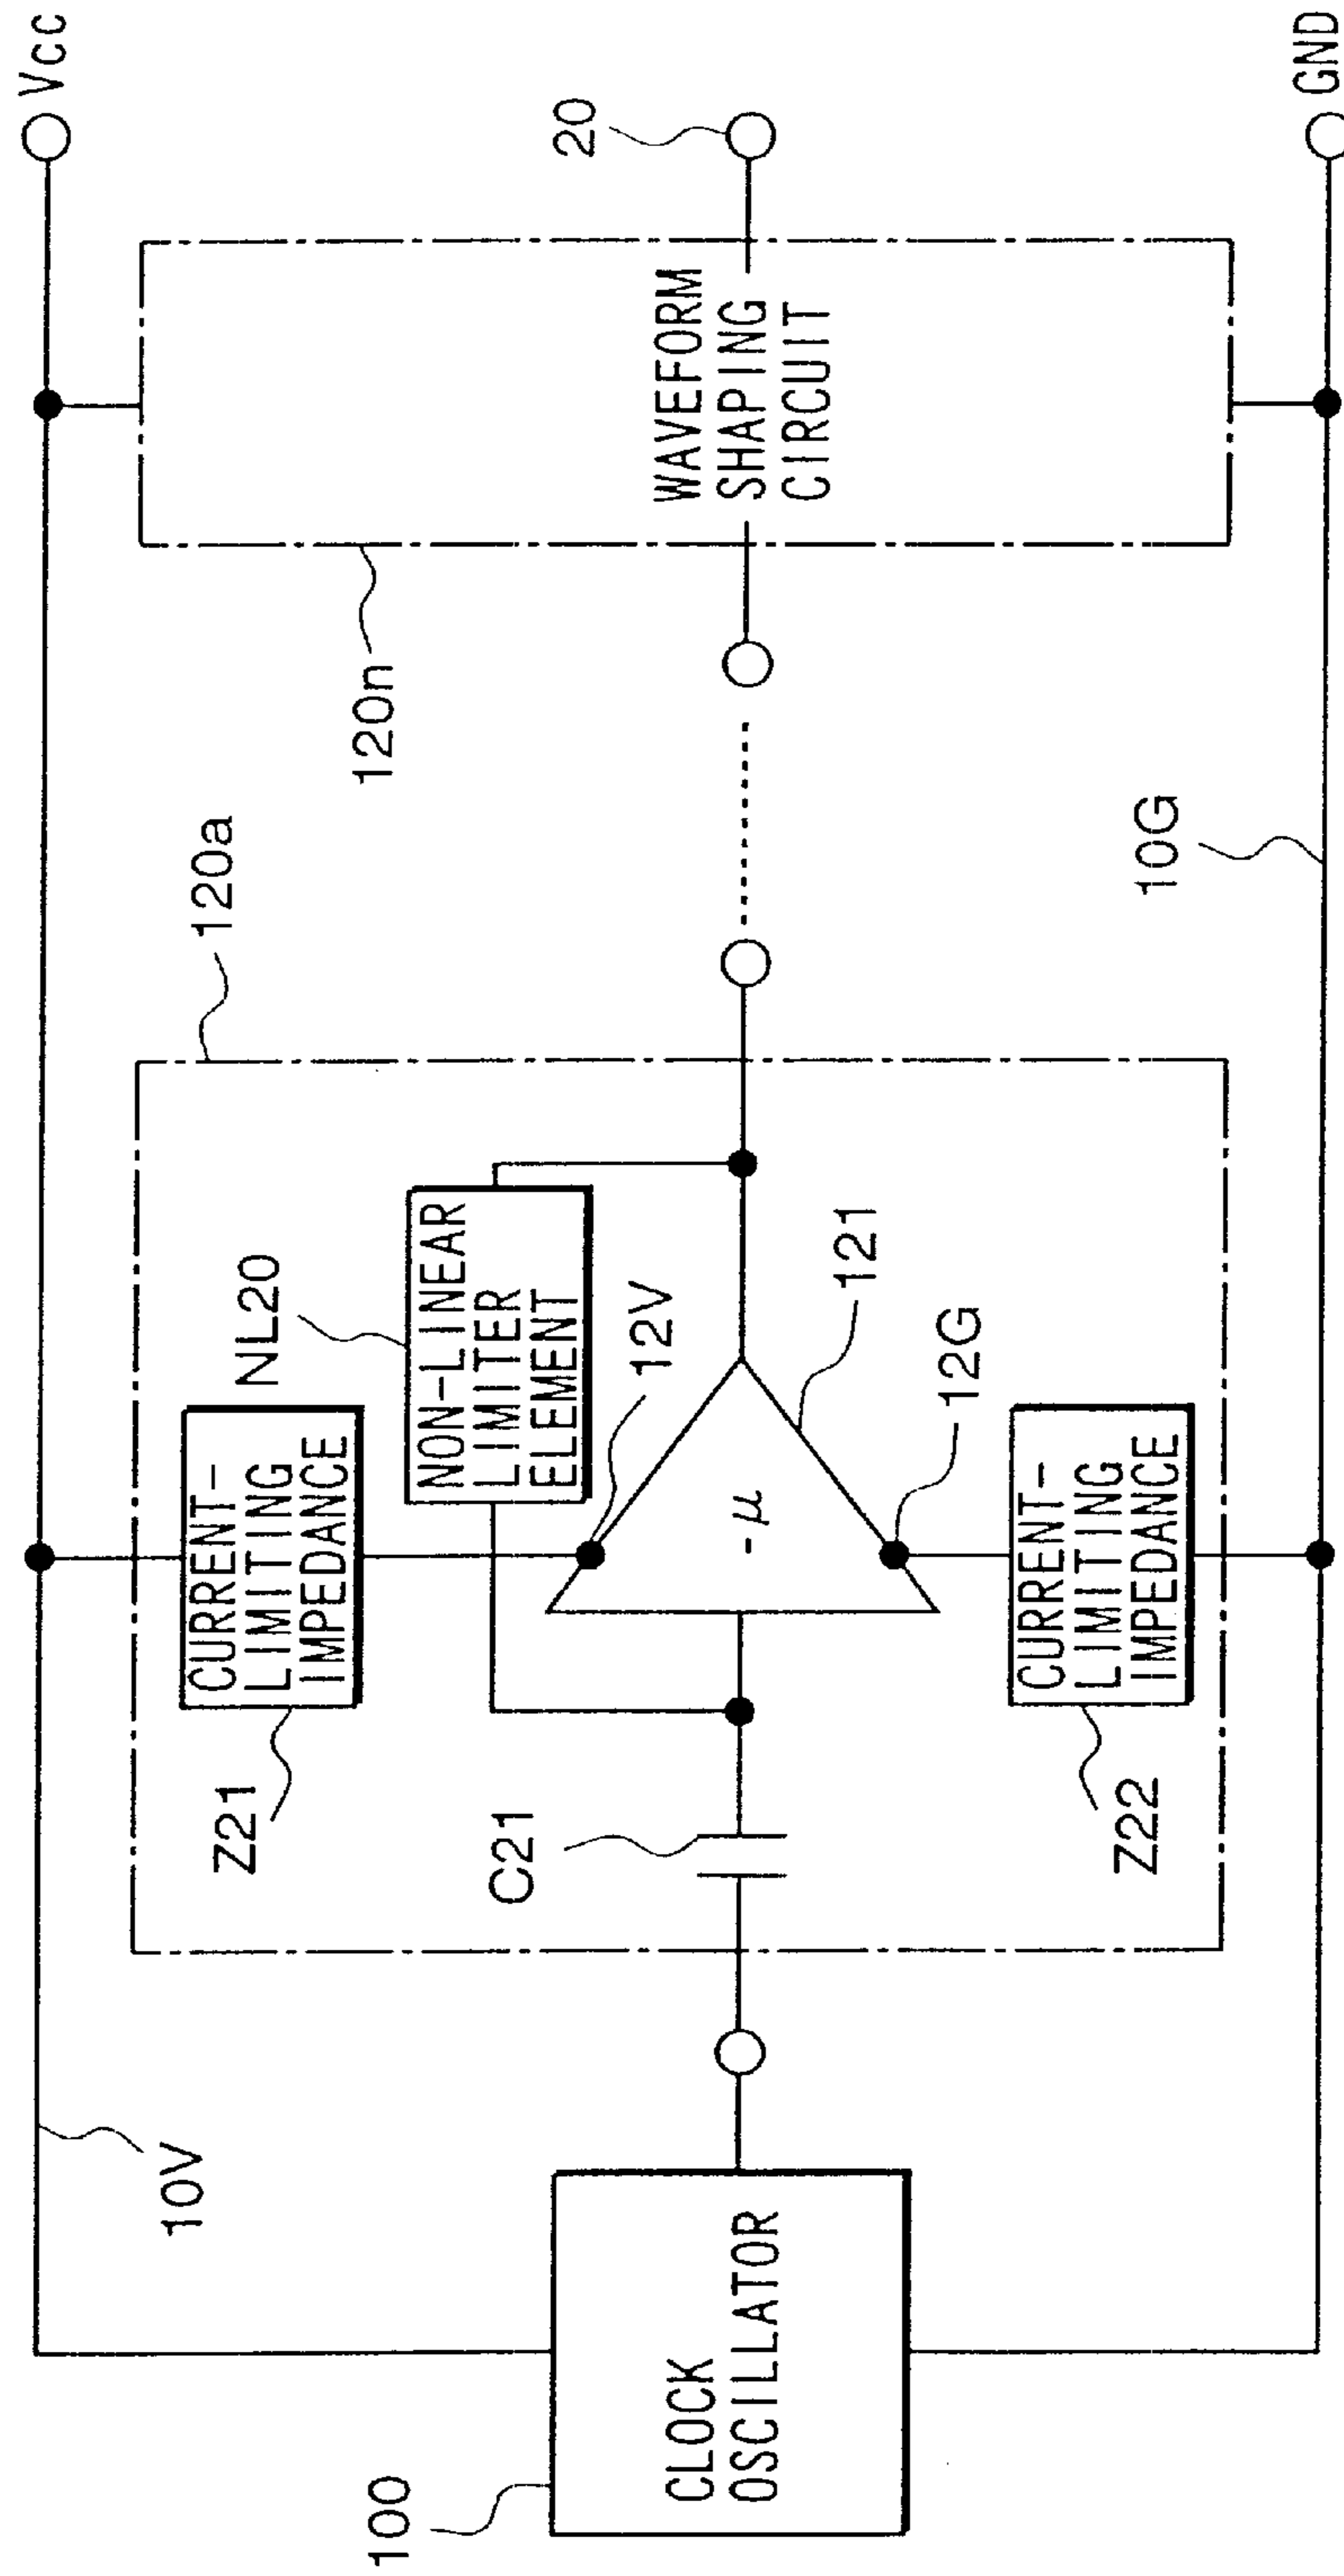 Vcc
20
WAVEFORM
SHAPING
CIRCUIT
GND
120n
120a
10G
NL20
NON-LINEAR
LIMITER
ELEMENT
12V
121
12G
-μ
CURRENT-
LIMITING
IMPEDANCE
CURRENT-
LIMITING
IMPEDANCE
Z21
C21
Z22
10V
100
CLOCK
OSCILLATOR